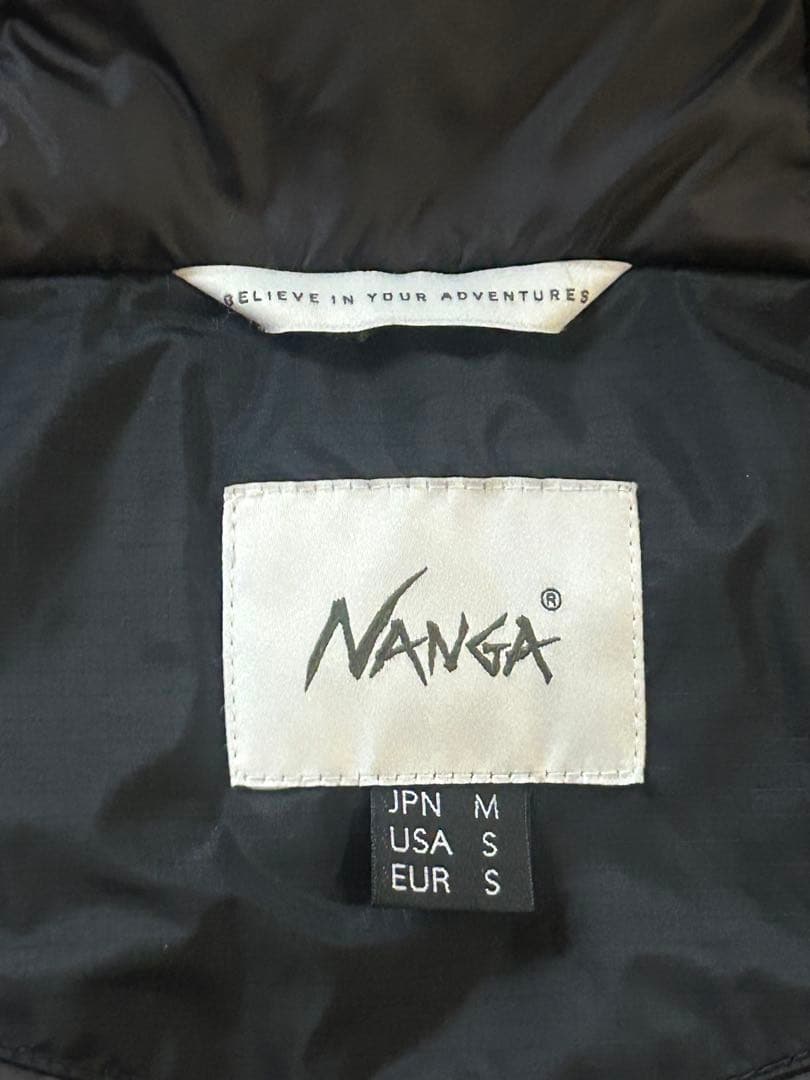 BELIEVE IN YOUR ADVENTURES
NANGA®
JPN M
USA S
EUR S